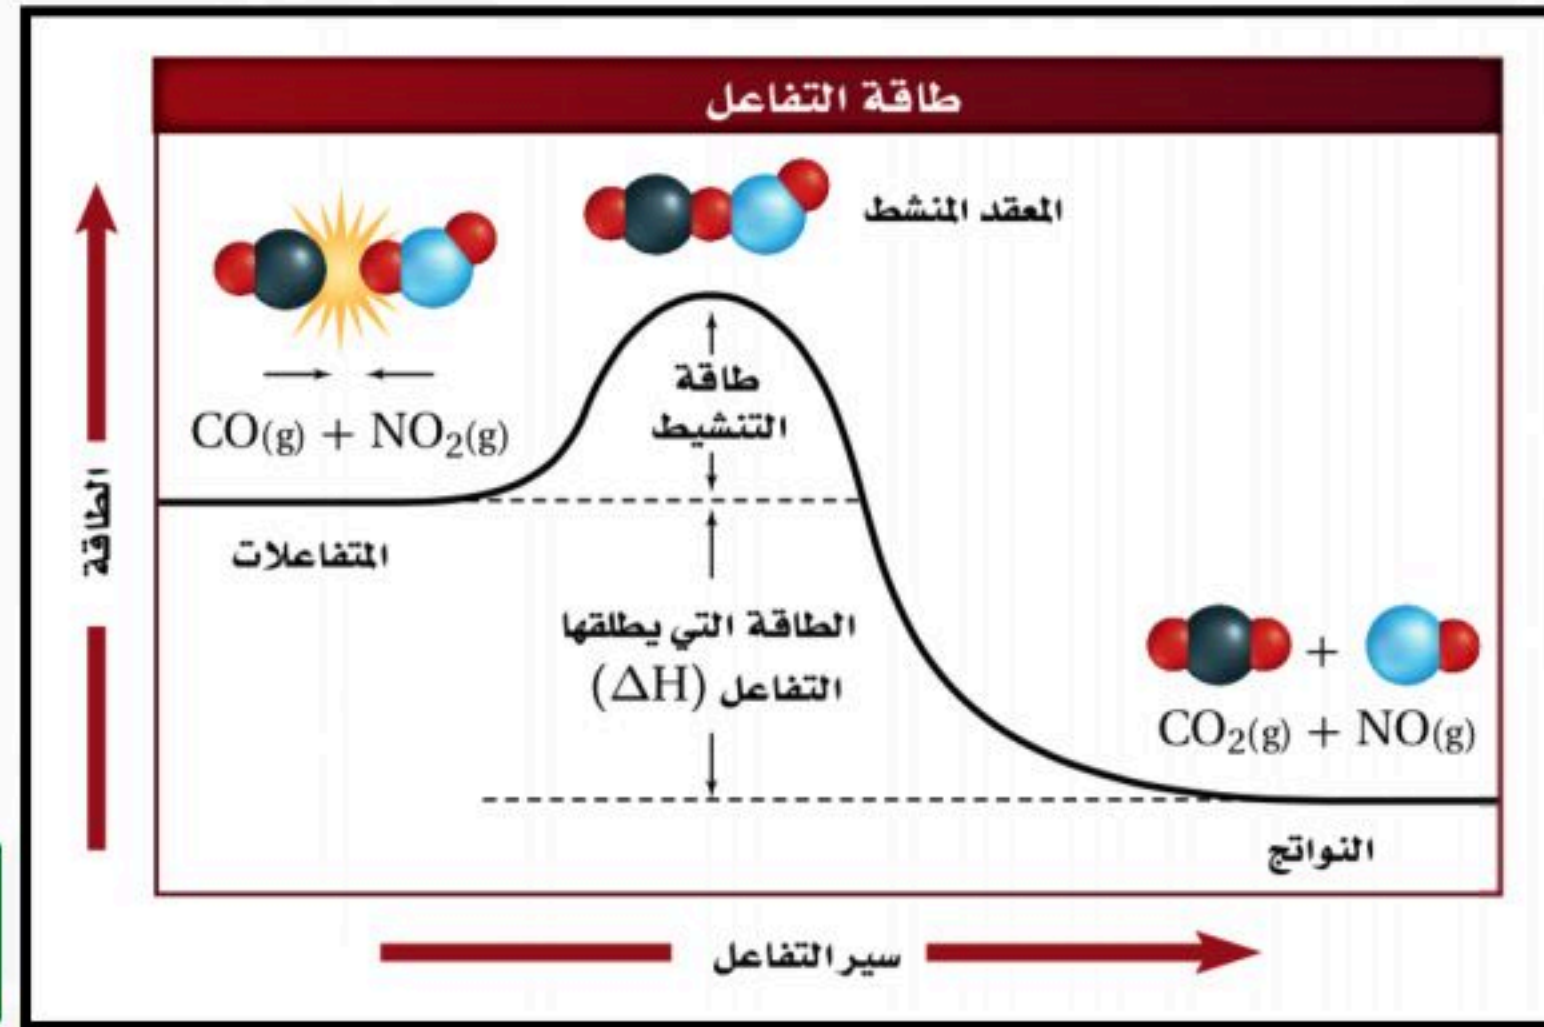 طاقة التفاعل
المعقد المنشط
CO(g) + NO₂(g)
طاقة
التنشيط
المتفاعلات
الطاقة
الطاقة التي يطلقها
التفاعل (ΔH)
+
CO₂(g) + NO(g)
النواتج
سير التفاعل